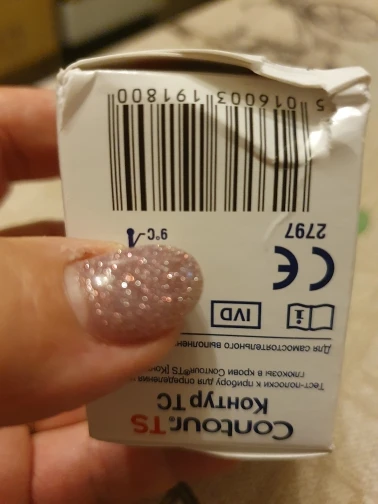 Contour®TS
Контур ТС
Тест-полоски к прибору для определения
глюкозы в крови Contour®TS
Для самостоятельного
IVD
CE
2797
9°C
5 016003 191800